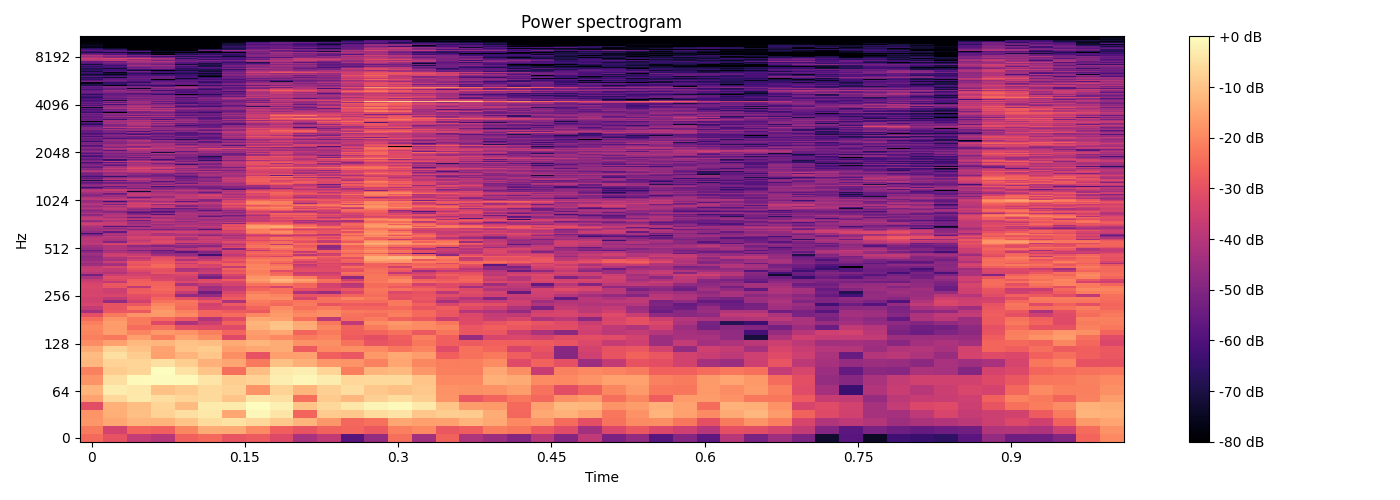 Power spectrogram
Hz
8192
4096
2048
1024
512
256
128
64
0
0 0.15 0.3 0.45 0.6 0.75 0.9
Time
+0 dB
-10 dB
-20 dB
-30 dB
-40 dB
-50 dB
-60 dB
-70 dB
-80 dB